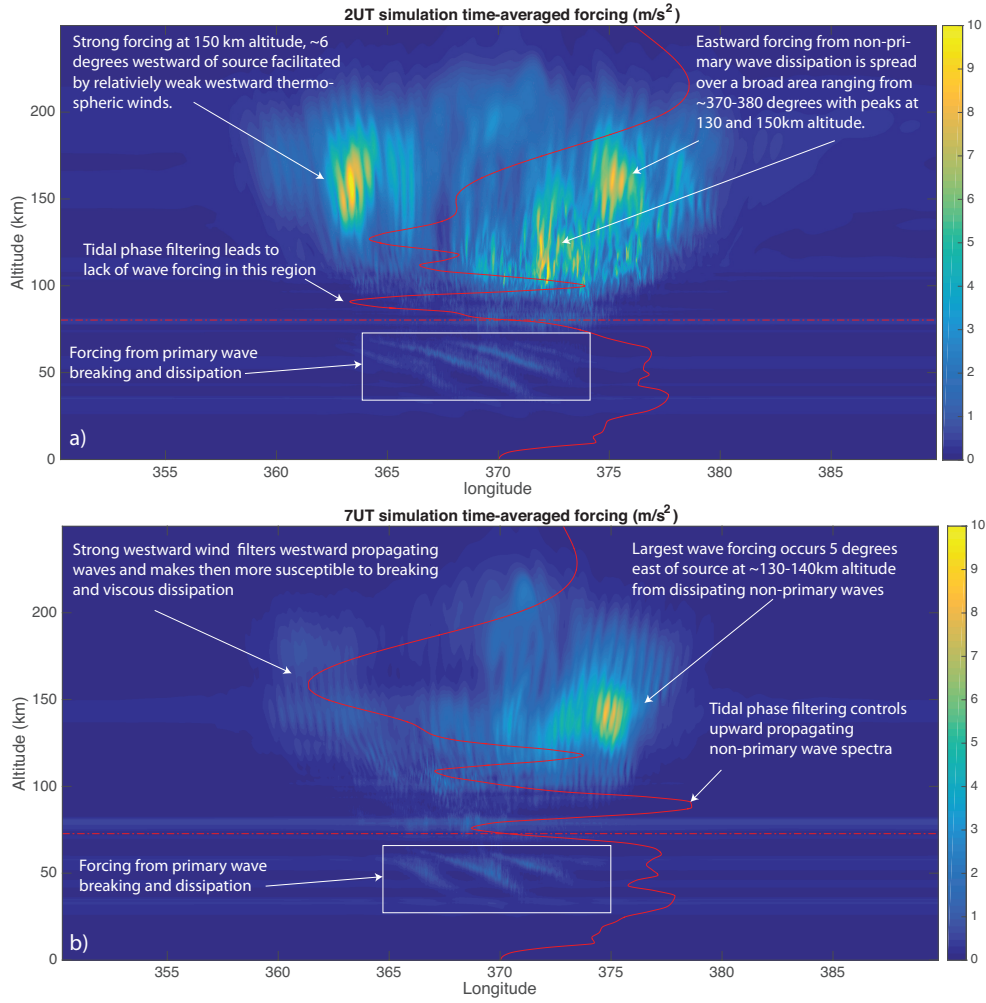 2UT simulation time-averaged forcing (m/s2)
Strong forcing at 150 km altitude, ~6
degrees westward of source facilitated
by relativiely weak westward thermo-
spheric winds.
Eastward forcing from non-pri-
mary wave dissipation is spread
over a broad area ranging from
~370-380 degrees with peaks at
130 and 150km altitude.
Tidal phase filtering leads to
lack of wave forcing in this region
Forcing from primary wave
breaking and dissipation
a)
Altitude (km)
200
150
100
50
0
355
360
365
370
375
380
385
longitude
10
9
8
7
6
5
4
3
2
1
0
7UT simulation time-averaged forcing (m/s2)
Strong westward wind filters westward propagating
waves and makes then more susceptible to breaking
and viscous dissipation
Largest wave forcing occurs 5 degrees
east of source at ~130-140km altitude
from dissipating non-primary waves
Tidal phase filtering controls
upward propagating
non-primary wave spectra
Forcing from primary wave
breaking and dissipation
b)
Altitude (km)
200
150
100
50
0
355
360
365
370
375
380
385
Longitude
10
9
8
7
6
5
4
3
2
1
0